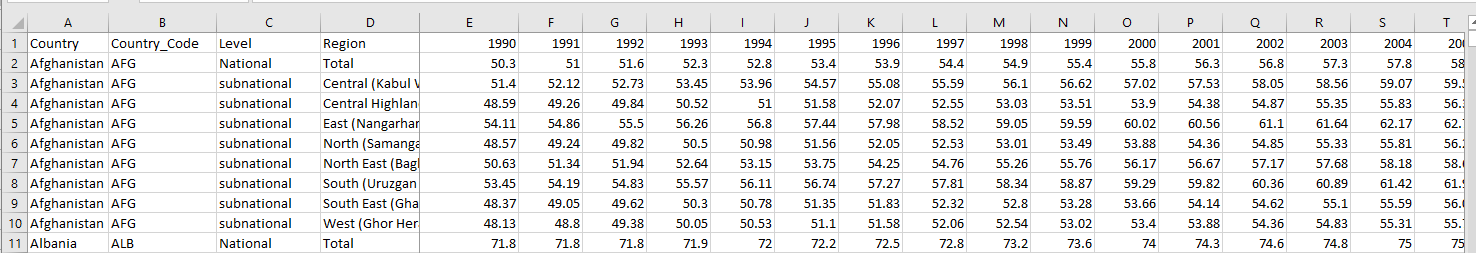 A B C D E F G H I J K L M N O P Q R S T
1 Country Country_Code Level Region 1990 1991 1992 1993 1994 1995 1996 1997 1998 1999 2000 2001 2002 2003 2004
2 Afghanistan AFG National Total 50.3 51 51.6 52.3 52.8 53.4 53.9 54.4 54.9 55.4 55.8 56.3 56.8 57.3 57.8 58
3 Afghanistan AFG subnational Central (Kabul 51.4 52.12 52.73 53.45 53.96 54.57 55.08 55.59 56.1 56.62 57.02 57.53 58.05 58.56 59.07 59.
4 Afghanistan AFG subnational Central Highlan 48.59 49.26 49.84 50.52 51 51.58 52.07 52.55 53.03 53.51 53.9 54.38 54.87 55.35 55.83 56.
5 Afghanistan AFG subnational East (Nangarhar 54.11 54.86 55.5 56.26 56.8 57.44 57.98 58.52 59.05 59.59 60.02 60.56 61.1 61.64 62.17 62.
6 Afghanistan AFG subnational North (Samanga 48.57 49.24 49.82 50.5 50.98 51.56 52.05 52.53 53.01 53.49 53.88 54.36 54.85 55.33 55.81 56.
7 Afghanistan AFG subnational North East (Bagl 50.63 51.34 51.94 52.64 53.15 53.75 54.25 54.76 55.26 55.76 56.17 56.67 57.17 57.68 58.18 58.
8 Afghanistan AFG subnational South (Uruzgan 53.45 54.19 54.83 55.57 56.11 56.74 57.27 57.81 58.34 58.87 59.29 59.82 60.36 60.89 61.42 61.
9 Afghanistan AFG subnational South East (Gha 48.37 49.05 49.62 50.3 50.78 51.35 51.83 52.32 52.8 53.28 53.66 54.14 54.62 55.1 55.59 56.
10 Afghanistan AFG subnational West (Ghor Her 48.13 48.8 49.38 50.05 50.53 51.1 51.58 52.06 52.54 53.02 53.4 53.88 54.36 54.83 55.31 55.
11 Albania ALB National Total 71.8 71.8 71.8 71.9 72 72.2 72.5 72.8 73.2 73.6 74 74.3 74.6 74.8 75 75